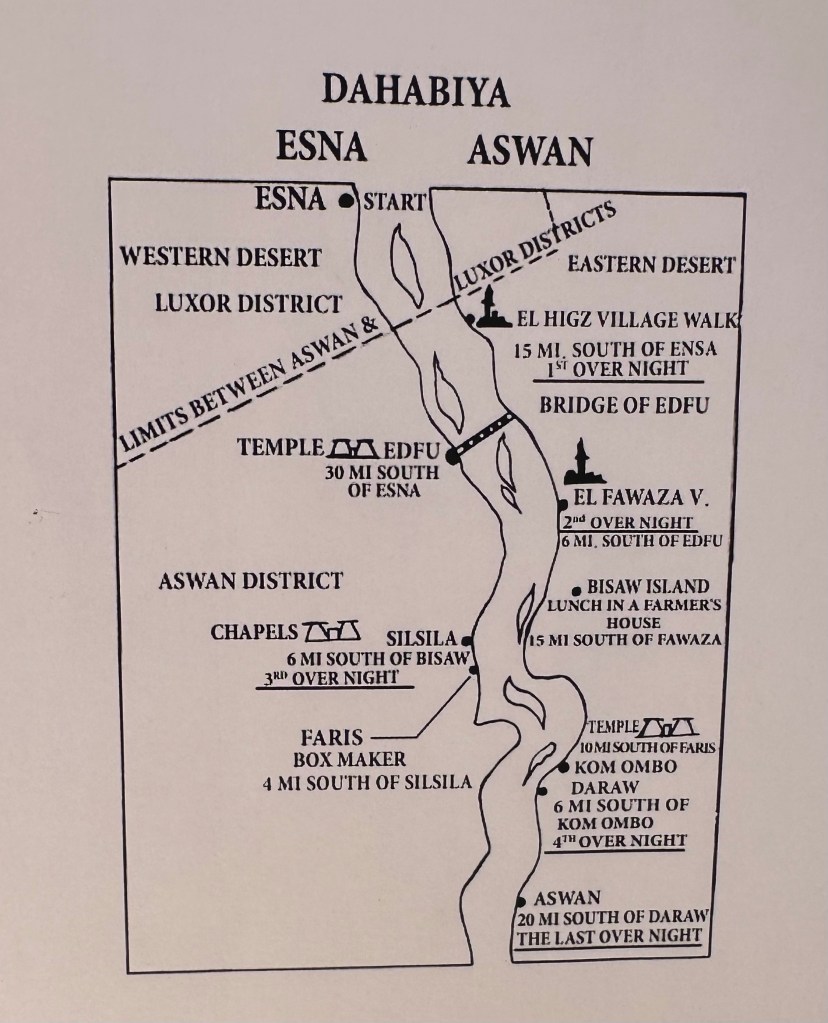 DAHABIYA
ESNA ASWAN
ESNA START
WESTERN DESERT
LUXOR DISTRICT
LIMITS BETWEEN ASWAN & LUXOR DISTRICTS
EASTERN DESERT
EL HIGZ VILLAGE WALK
15 MI. SOUTH OF ENSA
1ST OVER NIGHT
BRIDGE OF EDFU
TEMPLE EDFU
30 MI SOUTH
OF ESNA
EL FAWAZA V.
2nd OVER NIGHT
6 MI. SOUTH OF EDFU
ASWAN DISTRICT
BISAW ISLAND
LUNCH IN A FARMER'S
HOUSE
15 MI SOUTH OF FAWAZA
CHAPELS SILSILA
6 MI SOUTH OF BISAW
3RD OVER NIGHT
FARIS
BOX MAKER
4 MI SOUTH OF SILSILA
TEMPLE
10 MI SOUTH OF FARIS
KOM OMBO
DARAW
6 MI SOUTH OF
KOM OMBO
4TH OVER NIGHT
ASWAN
20 MI SOUTH OF DARAW
THE LAST OVER NIGHT